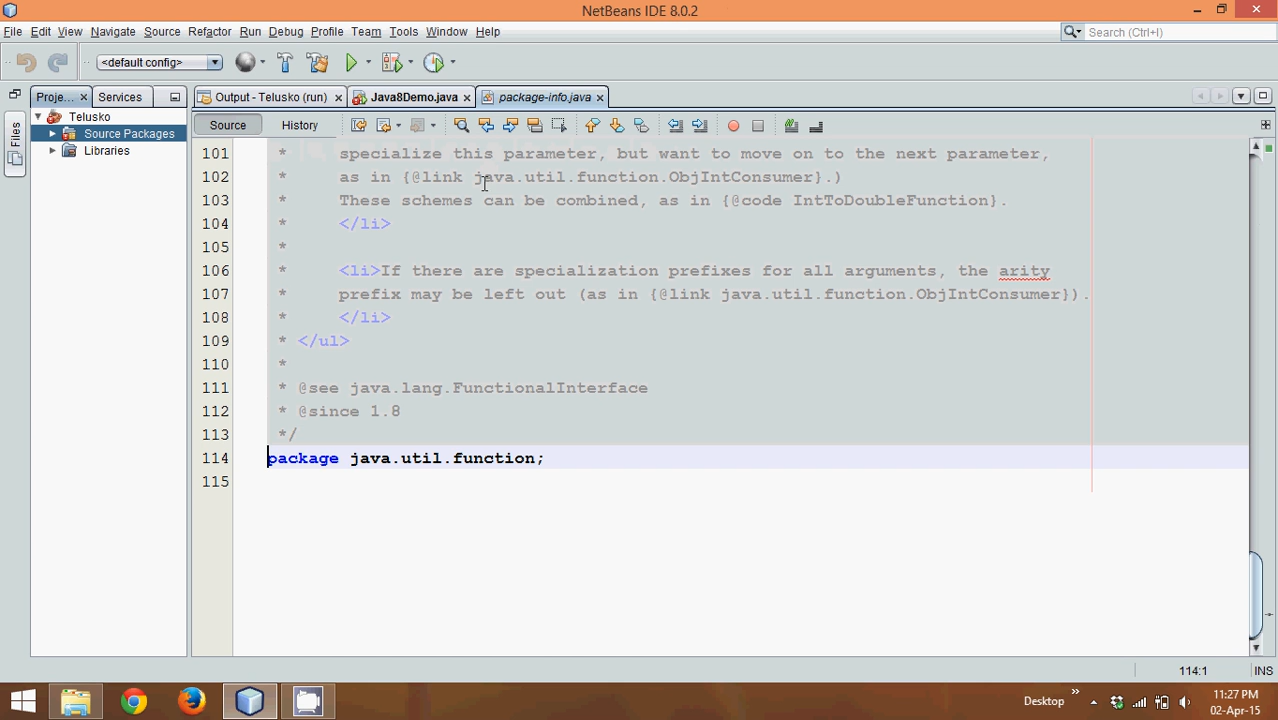 NetBeans IDE 8.0.2
File Edit View Navigate Source Refactor Run Debug Profile Team Tools Window Help
Search (Ctrl+I)
<default config>
Proje... Services
Output - Telusko (run) Java8Demo.java package-info.java
Files
Telusko
Source Packages
Libraries
Source History
101 * specialize this parameter, but want to move on to the next parameter,
102 * as in {@link java.util.function.ObjIntConsumer}.)
103 * These schemes can be combined, as in {@code IntToDoubleFunction}.
104 * </li>
105 *
106 * <li>If there are specialization prefixes for all arguments, the arity
107 * prefix may be left out (as in {@link java.util.function.ObjIntConsumer}).
108 * </li>
109 * </ul>
110 *
111 * @see java.lang.FunctionalInterface
112 * @since 1.8
113 */
114 package java.util.function;
115
114:1 INS
Desktop
11:27 PM
02-Apr-15